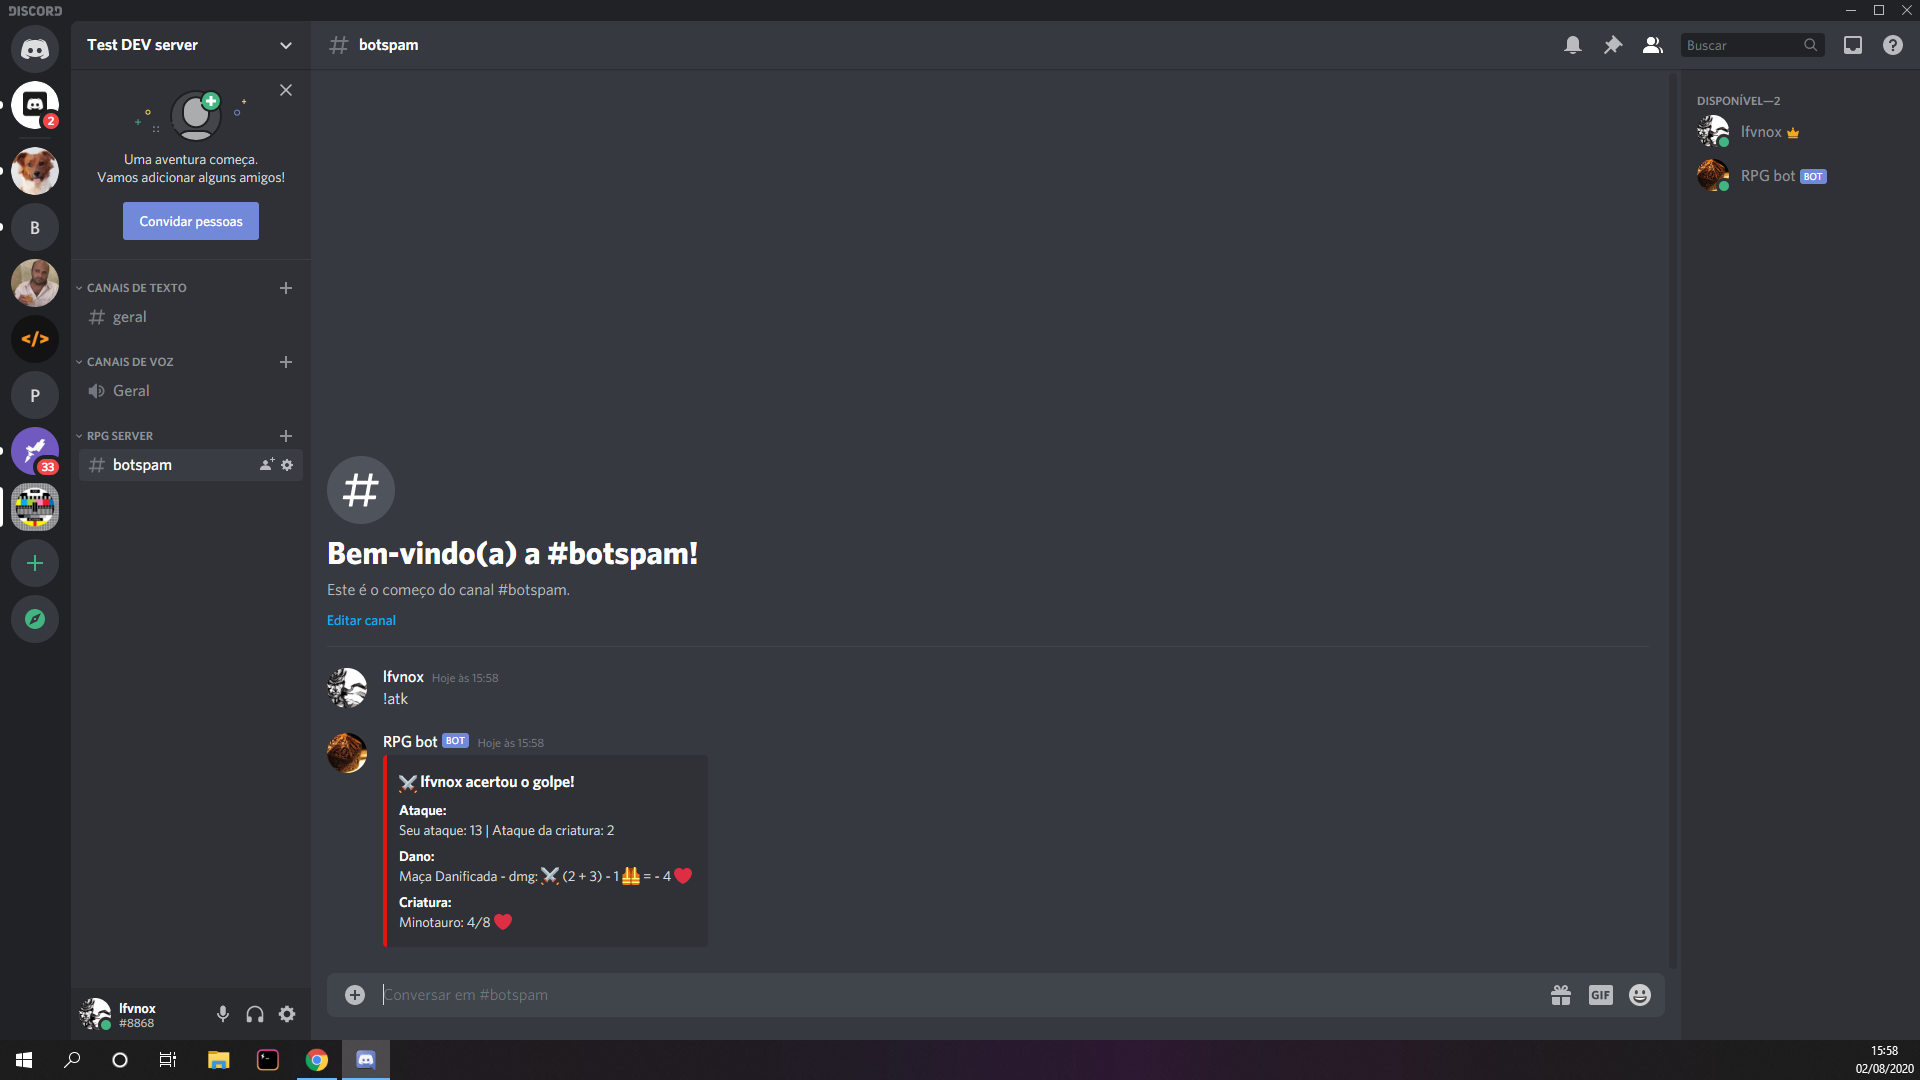 DISCORD
Test DEV server
botspam
Buscar
2
Uma aventura começa.
Vamos adicionar alguns amigos!
Convidar pessoas
B
</>
P
33
CANAIS DE TEXTO
geral
CANAIS DE VOZ
Geral
RPG SERVER
botspam
Bem-vindo(a) a #botspam!
Este é o começo do canal #botspam.
Editar canal
lfvnox Hoje às 15:58
!atk
RPG bot BOT Hoje às 15:58
lfvnox acertou o golpe!
Ataque:
Seu ataque: 13 | Ataque da criatura: 2
Dano:
Maça Danificada - dmg: ⚔ (2 + 3) - 1 🦺 = - 4 ❤
Criatura:
Minotauro: 4/8 ❤
Conversar em #botspam
GIF
DISPONÍVEL—2
lfvnox
RPG bot BOT
lfvnox
#8868
15:58
02/08/2020